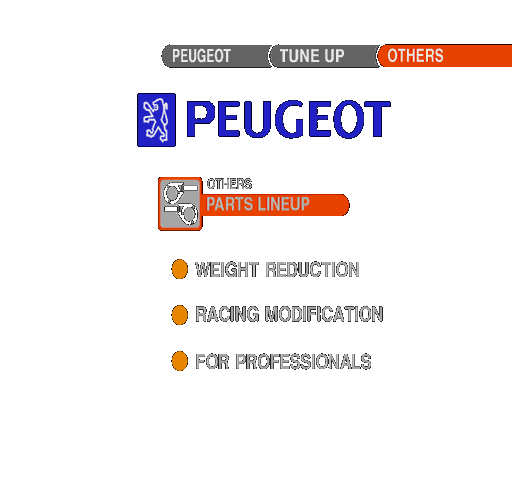 PEUGEOT TUNE UP OTHERS
PEUGEOT
OTHERS
PARTS LINEUP
WEIGHT REDUCTION
RACING MODIFICATION
FOR PROFESSIONALS